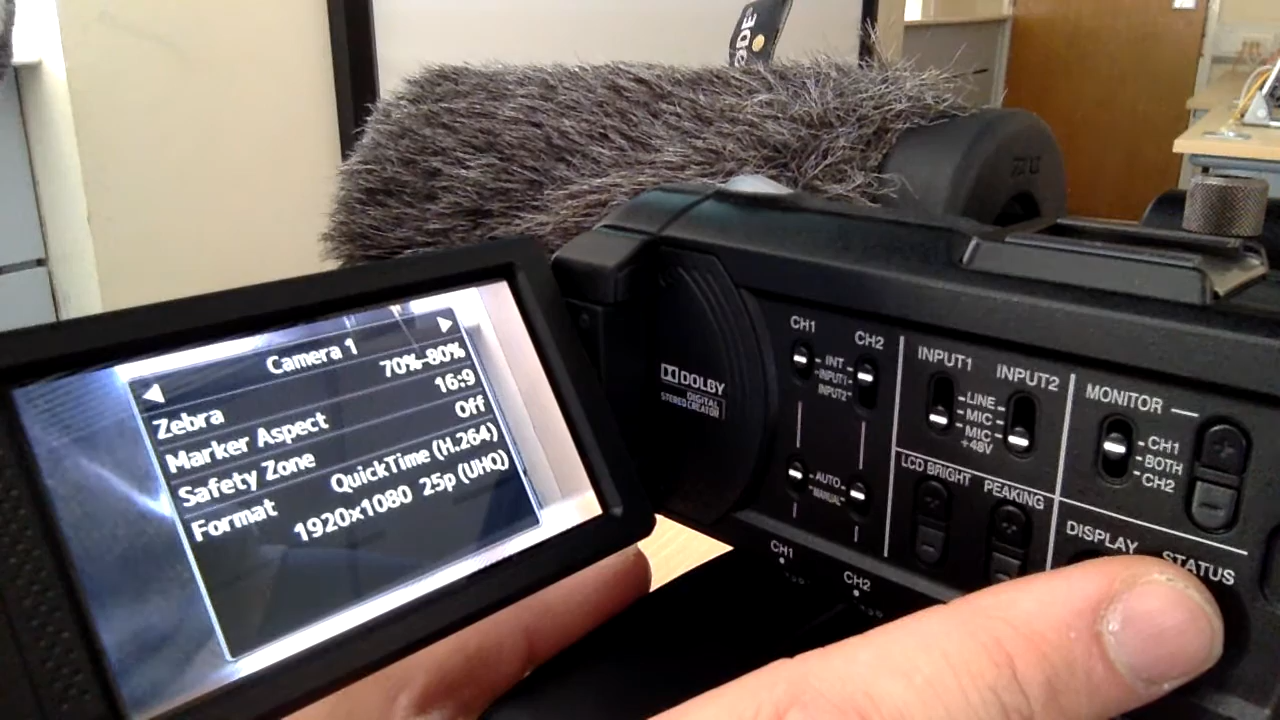 RØDE
Camera 1
Zebra 70%-80%
Marker Aspect 16:9
Safety Zone Off
Format QuickTime (H.264)
1920x1080 25p (UHQ)
DOLBY
DIGITAL
STEREO CREATOR
CH1
CH2
INT
INPUT1
INPUT2
AUTO
MANUAL
CH1
CH2
INPUT1
INPUT2
LINE
MIC
MIC
+48V
LCD BRIGHT
PEAKING
MONITOR
CH1
BOTH
CH2
DISPLAY
STATUS